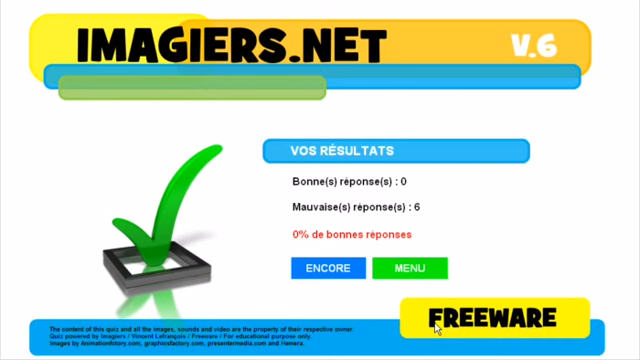 IMAGIERS.NET
V.6
VOS RÉSULTATS
Bonne(s) réponse(s) : 0
Mauvaise(s) réponse(s) : 6
0% de bonnes réponses
ENCORE
MENU
FREEWARE
The content of this quiz and all the images, sounds and video are the property of their respective owner.
Quiz powered by Imagiers / Vincent Lefrançois / Freeware / For educational purpose only.
Images by Animationfctory.com, graphicsfactory.com, presentermedia.com and Hemera.